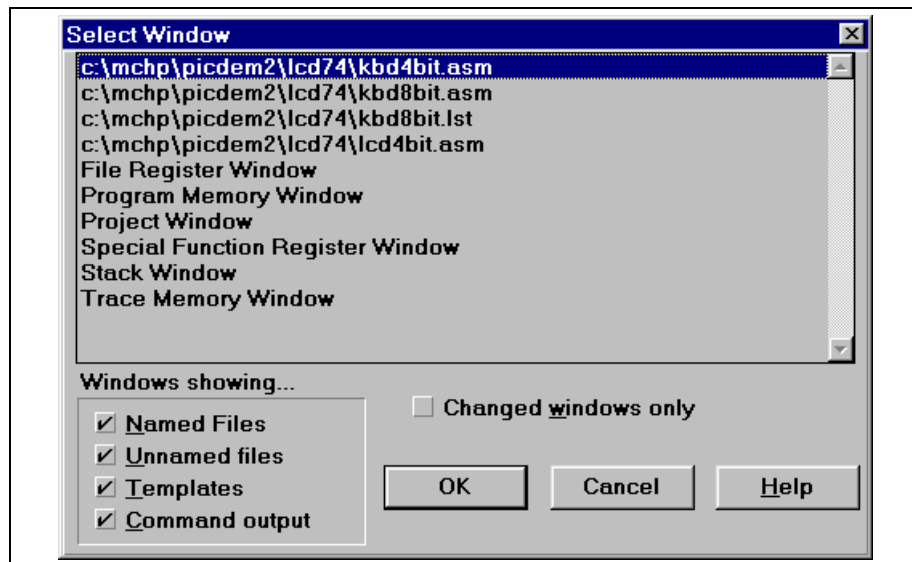 Select Window
c:\mchp\picdem2\lcd74\kbd4bit.asm
c:\mchp\picdem2\lcd74\kbd8bit.asm
c:\mchp\picdem2\lcd74\kbd8bit.lst
c:\mchp\picdem2\lcd74\lcd4bit.asm
File Register Window
Program Memory Window
Project Window
Special Function Register Window
Stack Window
Trace Memory Window
Windows showing...
Named Files
Unnamed files
Templates
Command output
Changed windows only
OK Cancel Help